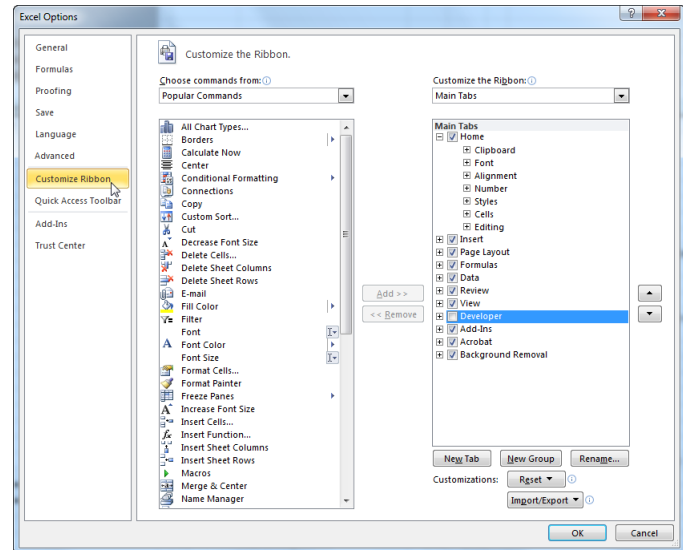 Excel Options
General
Formulas
Proofing
Save
Language
Advanced
Customize Ribbon
Quick Access Toolbar
Add-Ins
Trust Center
Customize the Ribbon.
Choose commands from:
Popular Commands
All Chart Types...
Borders
Calculate Now
Center
Conditional Formatting
Connections
Copy
Custom Sort...
Cut
Decrease Font Size
Delete Cells...
Delete Sheet Columns
Delete Sheet Rows
E-mail
Fill Color
Filter
Font
Font Color
Font Size
Format Cells...
Format Painter
Freeze Panes
Increase Font Size
Insert Cells...
Insert Function...
Insert Sheet Columns
Insert Sheet Rows
Macros
Merge & Center
Name Manager
Add >>
<< Remove
Customize the Ribbon:
Main Tabs
Main Tabs
Home
Clipboard
Font
Alignment
Number
Styles
Cells
Editing
Insert
Page Layout
Formulas
Data
Review
View
Developer
Add-Ins
Acrobat
Background Removal
New Tab New Group Rename...
Customizations: Reset
Import/Export
OK Cancel